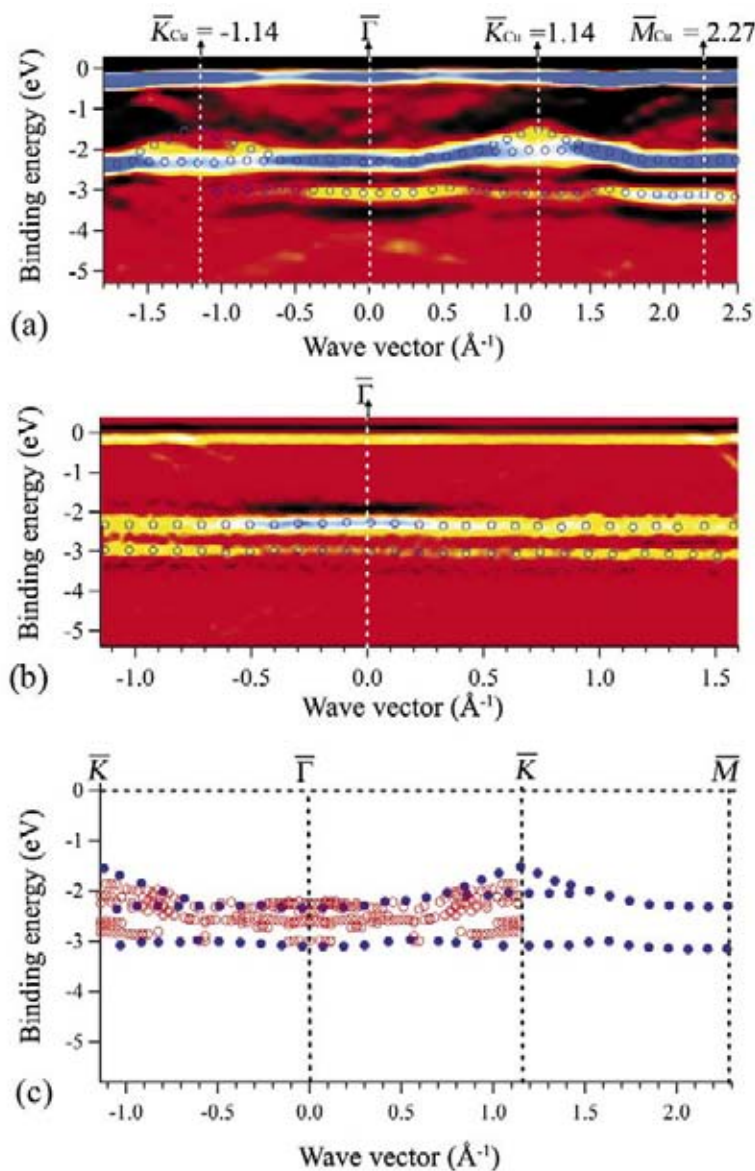 K̅Cu = -1.14 Γ̅ K̅Cu = 1.14 M̅Cu = 2.27
Binding energy (eV)
0
-1
-2
-3
-4
-5
-1.5 -1.0 -0.5 0.0 0.5 1.0 1.5 2.0 2.5
(a)
Wave vector (Å⁻¹)
Γ̅
Binding energy (eV)
0
-1
-2
-3
-4
-5
-1.0 -0.5 0.0 0.5 1.0 1.5
(b)
Wave vector (Å⁻¹)
K̅ Γ̅ K̅ M̅
Binding energy (eV)
0
-1
-2
-3
-4
-5
(c)
-1.0 -0.5 0.0 0.5 1.0 1.5 2.0
Wave vector (Å⁻¹)